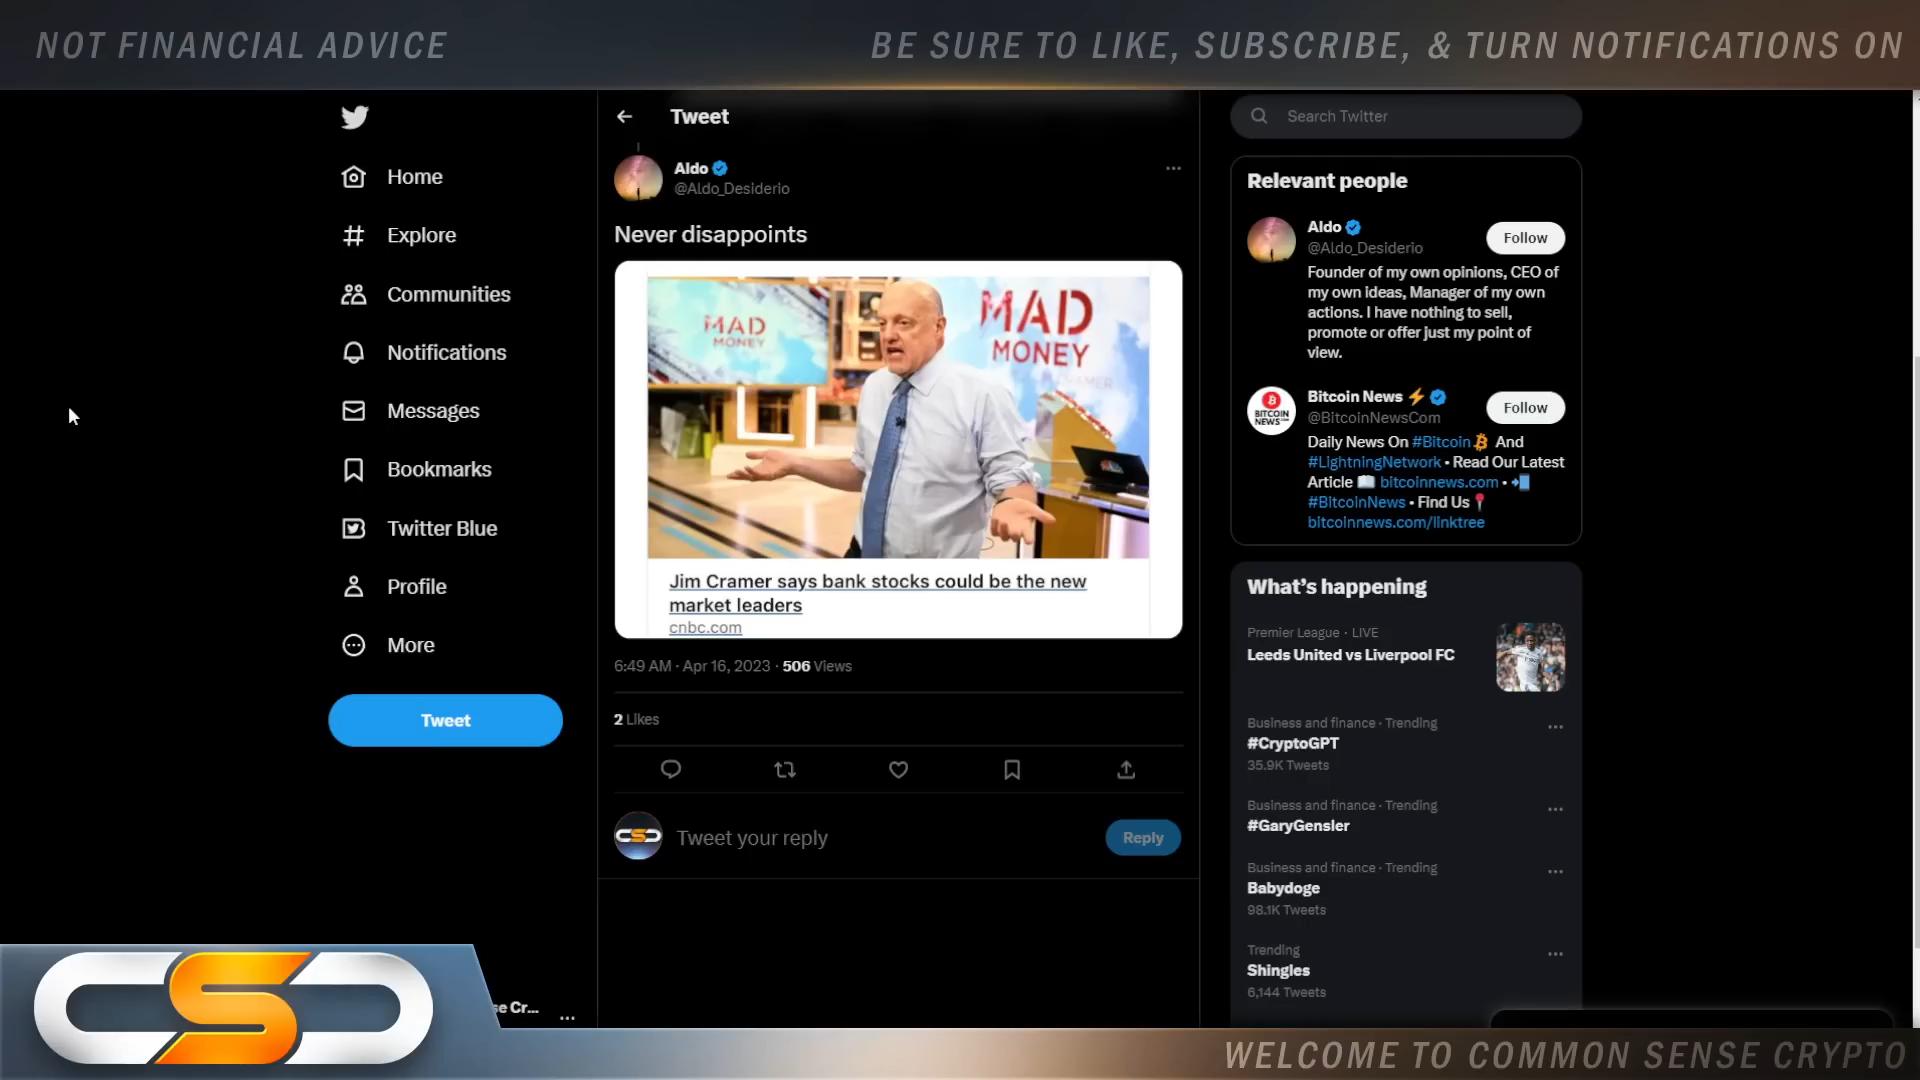 NOT FINANCIAL ADVICE
BE SURE TO LIKE, SUBSCRIBE, & TURN NOTIFICATIONS ON
Home
Explore
Communities
Notifications
Messages
Bookmarks
Twitter Blue
Profile
More
Tweet
se Cr...
Tweet
Aldo
@Aldo_Desiderio
Never disappoints
MAD
MONEY
MAD
MONEY
Jim Cramer says bank stocks could be the new
market leaders
cnbc.com
6:49 AM · Apr 16, 2023 · 506 Views
2 Likes
CSC
Tweet your reply
Reply
Search Twitter
Relevant people
Aldo
@Aldo_Desiderio
Follow
Founder of my own opinions, CEO of
my own ideas, Manager of my own
actions. I have nothing to sell,
promote or offer just my point of
view.
BITCOIN
NEWS
Bitcoin News ⚡
@BitcoinNewsCom
Follow
Daily News On #Bitcoin And
#LightningNetwork • Read Our Latest
Article 📖 bitcoinnews.com • 📲
#BitcoinNews • Find Us📍
bitcoinnews.com/linktree
What's happening
Premier League · LIVE
Leeds United vs Liverpool FC
Business and finance · Trending
#CryptoGPT
35.9K Tweets
Business and finance · Trending
#GaryGensler
Business and finance · Trending
Babydoge
98.1K Tweets
Trending
Shingles
6,144 Tweets
CSC
WELCOME TO COMMON SENSE CRYPTO